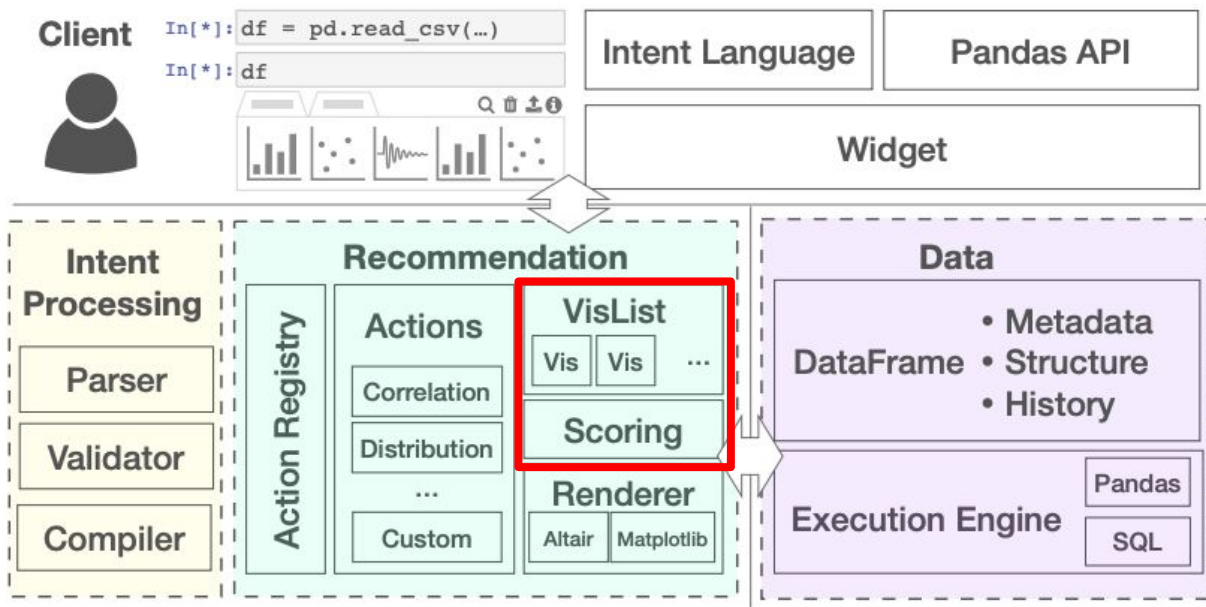 Client
In[*]: df = pd.read_csv(…)
In[*]: df
Intent Language
Pandas API
Widget
Intent
Processing
Parser
Validator
Compiler
Recommendation
Action Registry
Actions
Correlation
Distribution
...
Custom
VisList
Vis Vis ...
Scoring
Renderer
Altair Matplotlib
Data
DataFrame
• Metadata
• Structure
• History
Execution Engine
Pandas
SQL